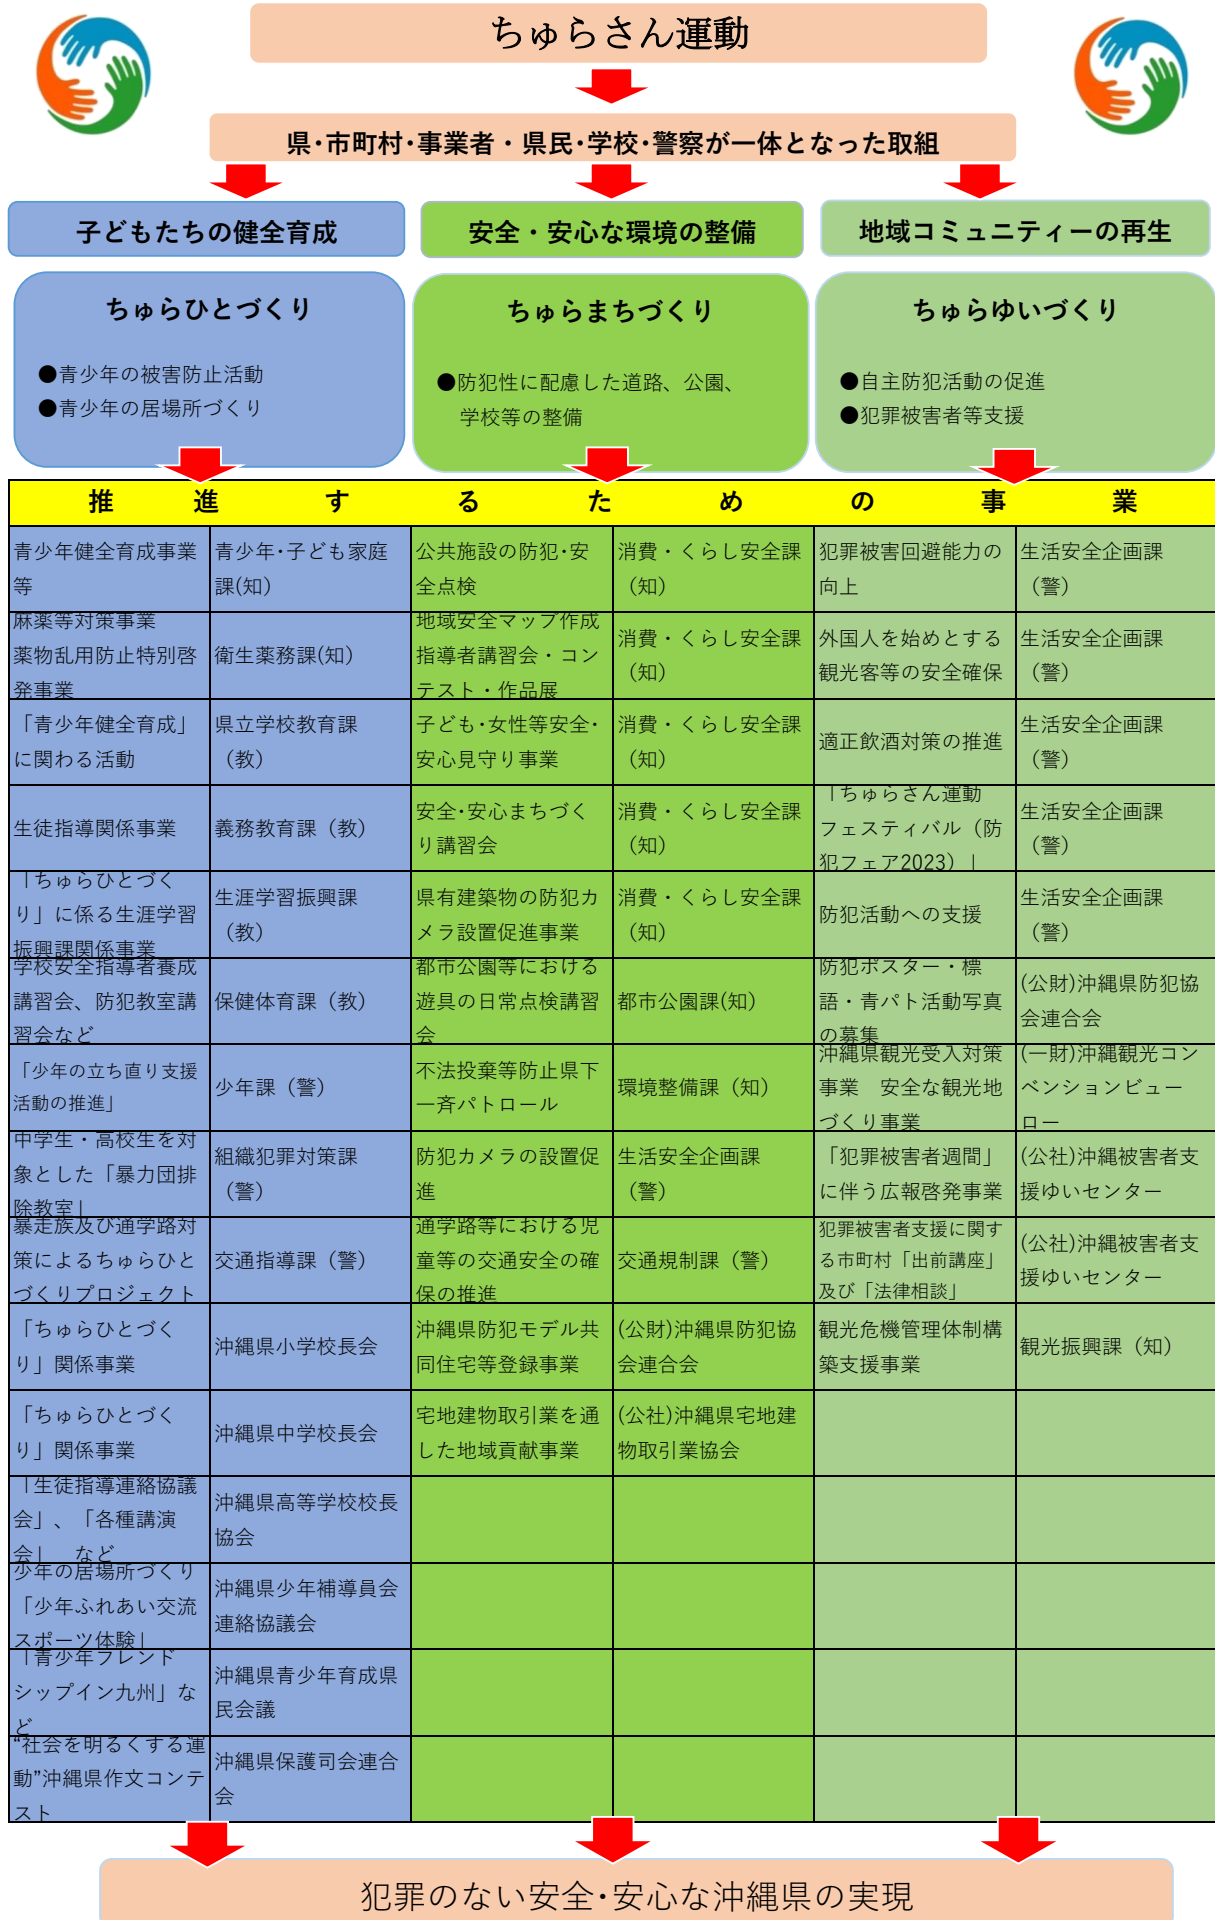 ちゅらさん運動
県･市町村･事業者・県民･学校･警察が一体となった取組
子どもたちの健全育成
安全・安心な環境の整備
地域コミュニティーの再生
ちゅらひとづくり
●青少年の被害防止活動
●青少年の居場所づくり
ちゅらまちづくり
●防犯性に配慮した道路、公園、
学校等の整備
ちゅらゆいづくり
●自主防犯活動の促進
●犯罪被害者等支援
推進するための事業
青少年健全育成事業
等
青少年･子ども家庭
課(知)
公共施設の防犯･安
全点検
消費・くらし安全課
（知）
犯罪被害回避能力の
向上
生活安全企画課
（警）
麻薬等対策事業
薬物乱用防止特別啓
発事業
衛生薬務課(知)
地域安全マップ作成
指導者講習会・コン
テスト・作品展
消費・くらし安全課
（知）
外国人を始めとする
観光客等の安全確保
生活安全企画課
（警）
「青少年健全育成」
に関わる活動
県立学校教育課
（教）
子ども･女性等安全･
安心見守り事業
消費・くらし安全課
（知）
適正飲酒対策の推進
生活安全企画課
（警）
生徒指導関係事業
義務教育課（教）
安全･安心まちづく
り講習会
消費・くらし安全課
（知）
「ちゅらさん運動
フェスティバル（防
犯フェア2023）」
生活安全企画課
（警）
「ちゅらひとづく
り」に係る生涯学習
振興課関係事業
生涯学習振興課
（教）
県有建築物の防犯カ
メラ設置促進事業
消費・くらし安全課
（知）
防犯活動への支援
生活安全企画課
（警）
学校安全指導者養成
講習会、防犯教室講
習会など
保健体育課（教）
都市公園等における
遊具の日常点検講習
会
都市公園課(知)
防犯ポスター・標
語・青パト活動写真
の募集
(公財)沖縄県防犯協
会連合会
「少年の立ち直り支援
活動の推進」
少年課（警）
不法投棄等防止県下
一斉パトロール
環境整備課（知）
沖縄県観光受入対策
事業　安全な観光地
づくり事業
(一財)沖縄観光コン
ベンションビュー
ロー
中学生・高校生を対
象とした「暴力団排
除教室」
組織犯罪対策課
（警）
防犯カメラの設置促
進
生活安全企画課
（警）
「犯罪被害者週間」
に伴う広報啓発事業
(公社)沖縄被害者支
援ゆいセンター
暴走族及び通学路対
策によるちゅらひと
づくりプロジェクト
交通指導課（警）
通学路等における児
童等の交通安全の確
保の推進
交通規制課（警）
犯罪被害者支援に関す
る市町村「出前講座」
及び「法律相談」
(公社)沖縄被害者支
援ゆいセンター
「ちゅらひとづく
り」関係事業
沖縄県小学校長会
沖縄県防犯モデル共
同住宅等登録事業
(公財)沖縄県防犯協
会連合会
観光危機管理体制構
築支援事業
観光振興課（知）
「ちゅらひとづく
り」関係事業
沖縄県中学校長会
宅地建物取引業を通
した地域貢献事業
(公社)沖縄県宅地建
物取引業協会
「生徒指導連絡協議
会」、「各種講演
会」　など
沖縄県高等学校校長
協会
少年の居場所づくり
「少年ふれあい交流
スポーツ体験」
沖縄県少年補導員会
連絡協議会
「青少年フレンド
シップイン九州」な
ど
沖縄県青少年育成県
民会議
“社会を明るくする運
動”沖縄県作文コンテ
スト
沖縄県保護司会連合
会
犯罪のない安全･安心な沖縄県の実現